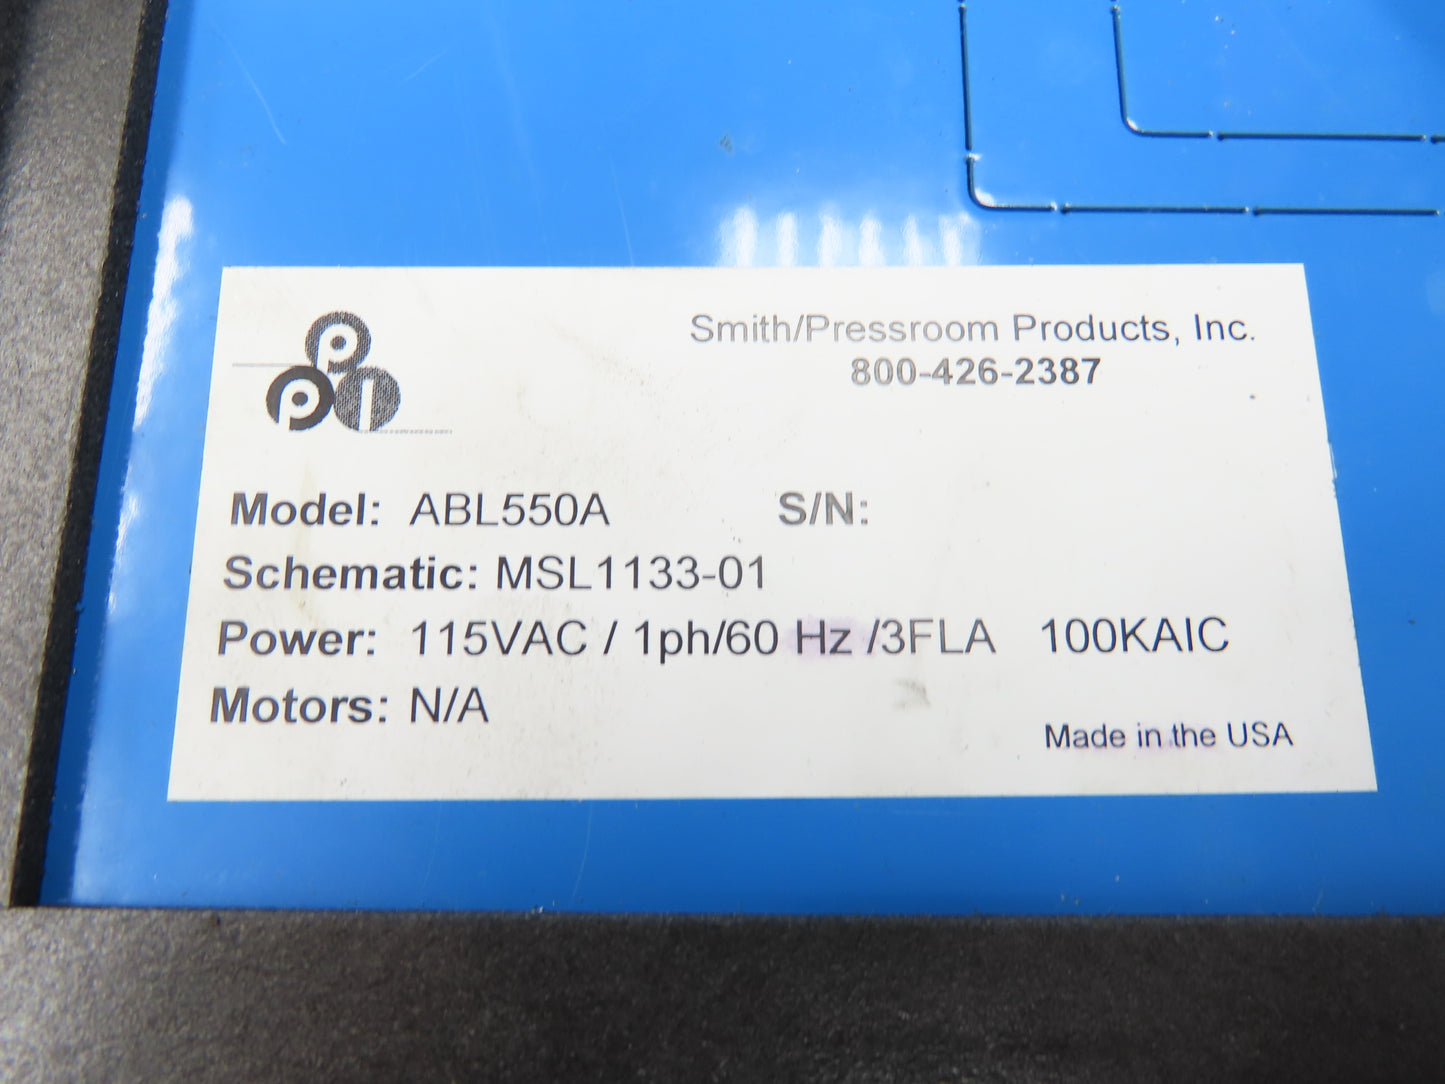 PPI
Smith/Pressroom Products, Inc.
800-426-2387
Model: ABL550A S/N:
Schematic: MSL1133-01
Power: 115VAC / 1ph/60 Hz /3FLA 100KAIC
Motors: N/A
Made in the USA